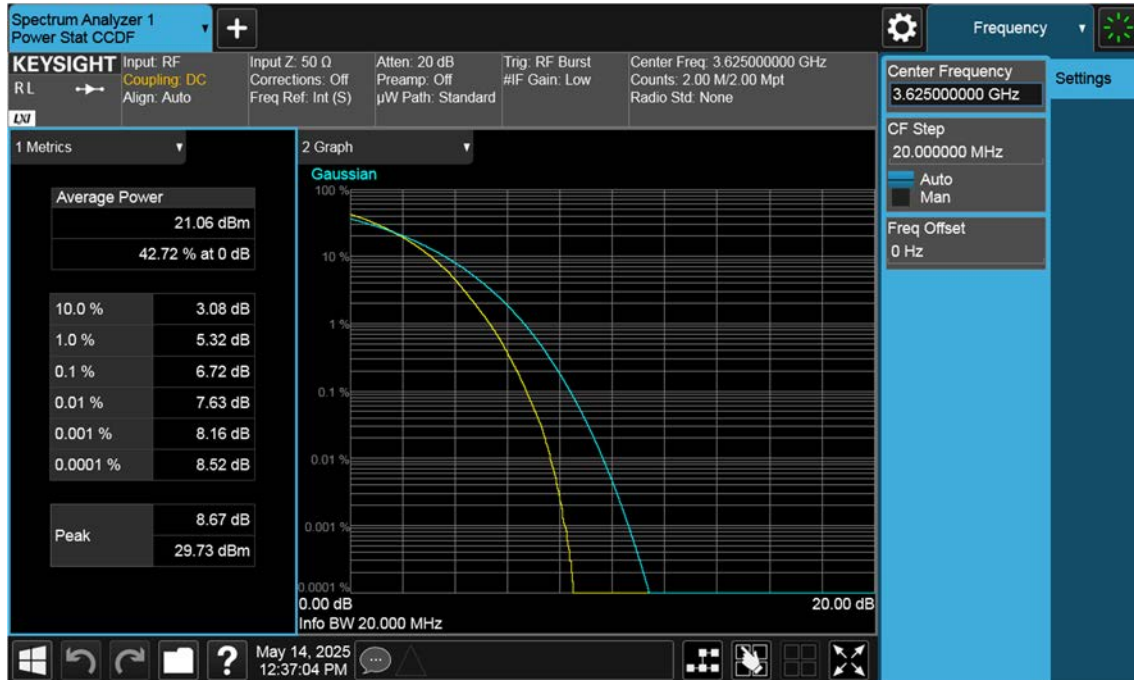 Spectrum Analyzer 1
Power Stat CCDF
+
Frequency
KEYSIGHT
R L
LXI
Input: RF
Coupling: DC
Align: Auto
Input Z: 50 Ω
Corrections: Off
Freq Ref: Int (S)
Atten: 20 dB
Preamp: Off
µW Path: Standard
Trig: RF Burst
#IF Gain: Low
Center Freq: 3.625000000 GHz
Counts: 2.00 M/2.00 Mpt
Radio Std: None
Center Frequency
3.625000000 GHz
Settings
CF Step
20.000000 MHz
Auto
Man
Freq Offset
0 Hz
1 Metrics
Average Power
21.06 dBm
42.72 % at 0 dB
10.0 % 3.08 dB
1.0 % 5.32 dB
0.1 % 6.72 dB
0.01 % 7.63 dB
0.001 % 8.16 dB
0.0001 % 8.52 dB
Peak
8.67 dB
29.73 dBm
2 Graph
Gaussian
100 %
10 %
1 %
0.1 %
0.01 %
0.001 %
0.0001 %
0.00 dB 20.00 dB
Info BW 20.000 MHz
?
May 14, 2025
12:37:04 PM